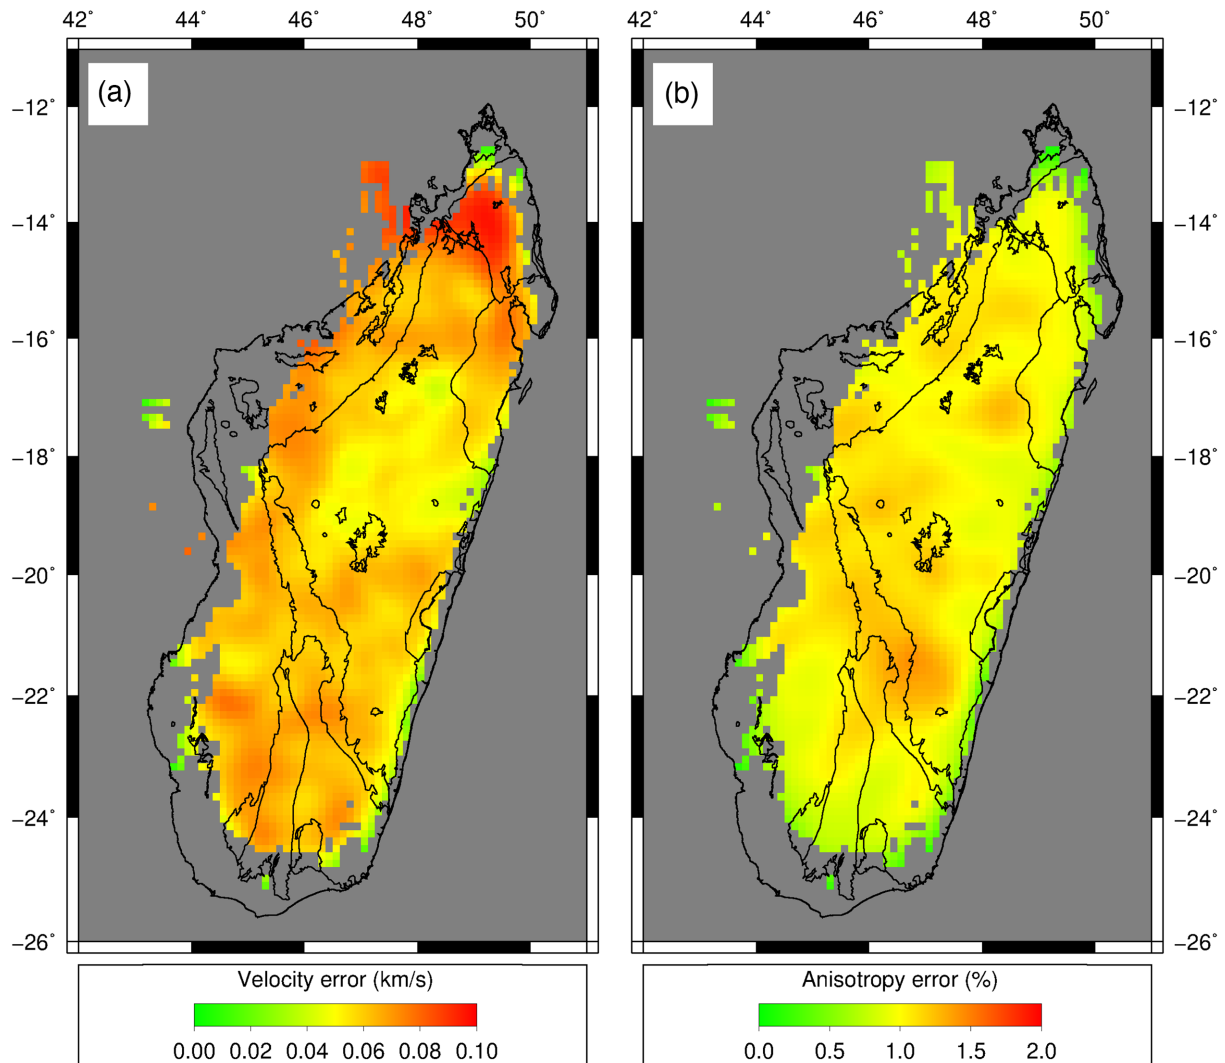 42˚ 44˚ 46˚ 48˚ 50˚ 42˚ 44˚ 46˚ 48˚ 50˚
(a) (b)
−12˚ −12˚
−14˚ −14˚
−16˚ −16˚
−18˚ −18˚
−20˚ −20˚
−22˚ −22˚
−24˚ −24˚
−26˚ −26˚
Velocity error (km/s) Anisotropy error (%)
0.00 0.02 0.04 0.06 0.08 0.10 0.0 0.5 1.0 1.5 2.0